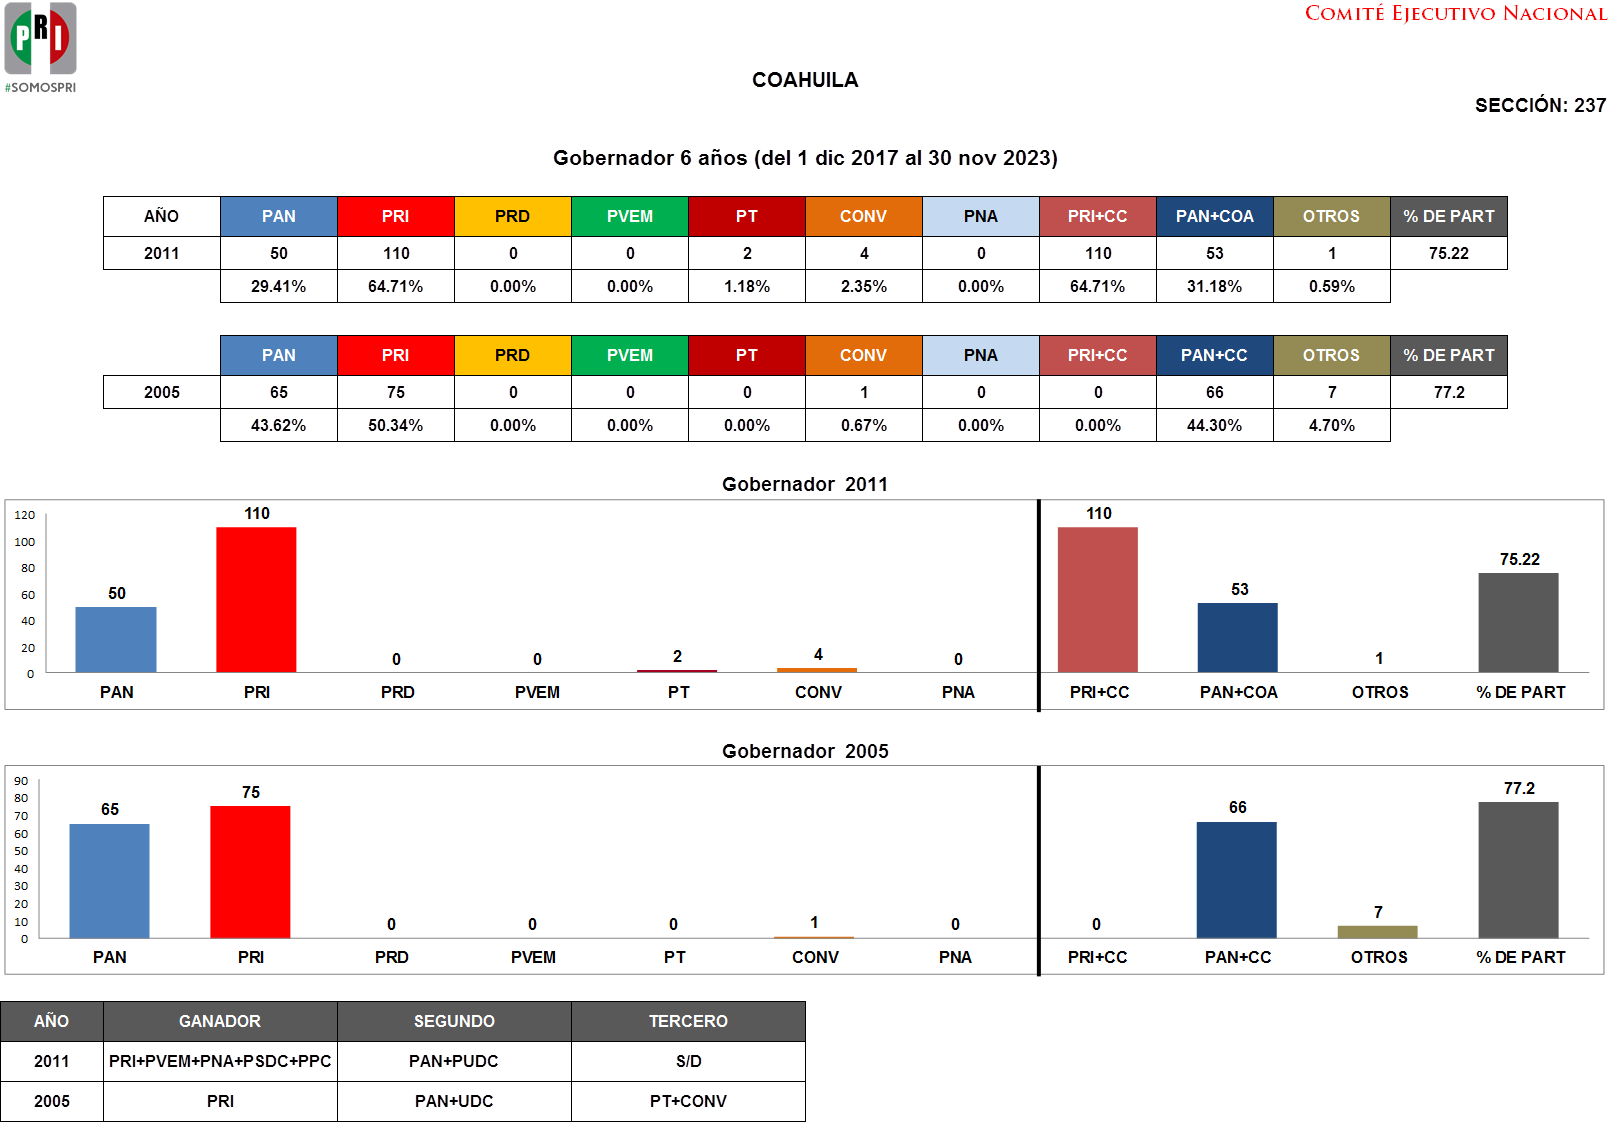 PRI
#SOMOSPRI
COMITÉ EJECUTIVO NACIONAL
COAHUILA
SECCIÓN: 237
Gobernador 6 años (del 1 dic 2017 al 30 nov 2023)
AÑO PAN PRI PRD PVEM PT CONV PNA PRI+CC PAN+COA OTROS % DE PART
2011 50 110 0 0 2 4 0 110 53 1 75.22
29.41% 64.71% 0.00% 0.00% 1.18% 2.35% 0.00% 64.71% 31.18% 0.59%
PAN PRI PRD PVEM PT CONV PNA PRI+CC PAN+CC OTROS % DE PART
2005 65 75 0 0 0 1 0 0 66 7 77.2
43.62% 50.34% 0.00% 0.00% 0.00% 0.67% 0.00% 0.00% 44.30% 4.70%
Gobernador 2011
120
100
80
60
40
20
0
50 110 0 0 2 4 0 110 53 1 75.22
PAN PRI PRD PVEM PT CONV PNA PRI+CC PAN+COA OTROS % DE PART
Gobernador 2005
90
80
70
60
50
40
30
20
10
0
65 75 0 0 0 1 0 0 66 7 77.2
PAN PRI PRD PVEM PT CONV PNA PRI+CC PAN+CC OTROS % DE PART
AÑO GANADOR SEGUNDO TERCERO
2011 PRI+PVEM+PNA+PSDC+PPC PAN+PUDC S/D
2005 PRI PAN+UDC PT+CONV